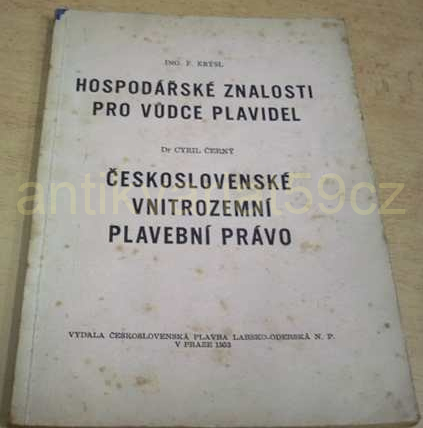 ING. F. KRÝSL
HOSPODÁŘSKÉ ZNALOSTI
PRO VŮDCE PLAVIDEL
Dr CYRIL ČERNÝ
ČESKOSLOVENSKÉ
VNITROZEMNÍ
PLAVEBNÍ PRÁVO
VYDALA ČESKOSLOVENSKÁ PLAVBA LABSKO-ODERSKÁ N. P.
V PRAZE 1953